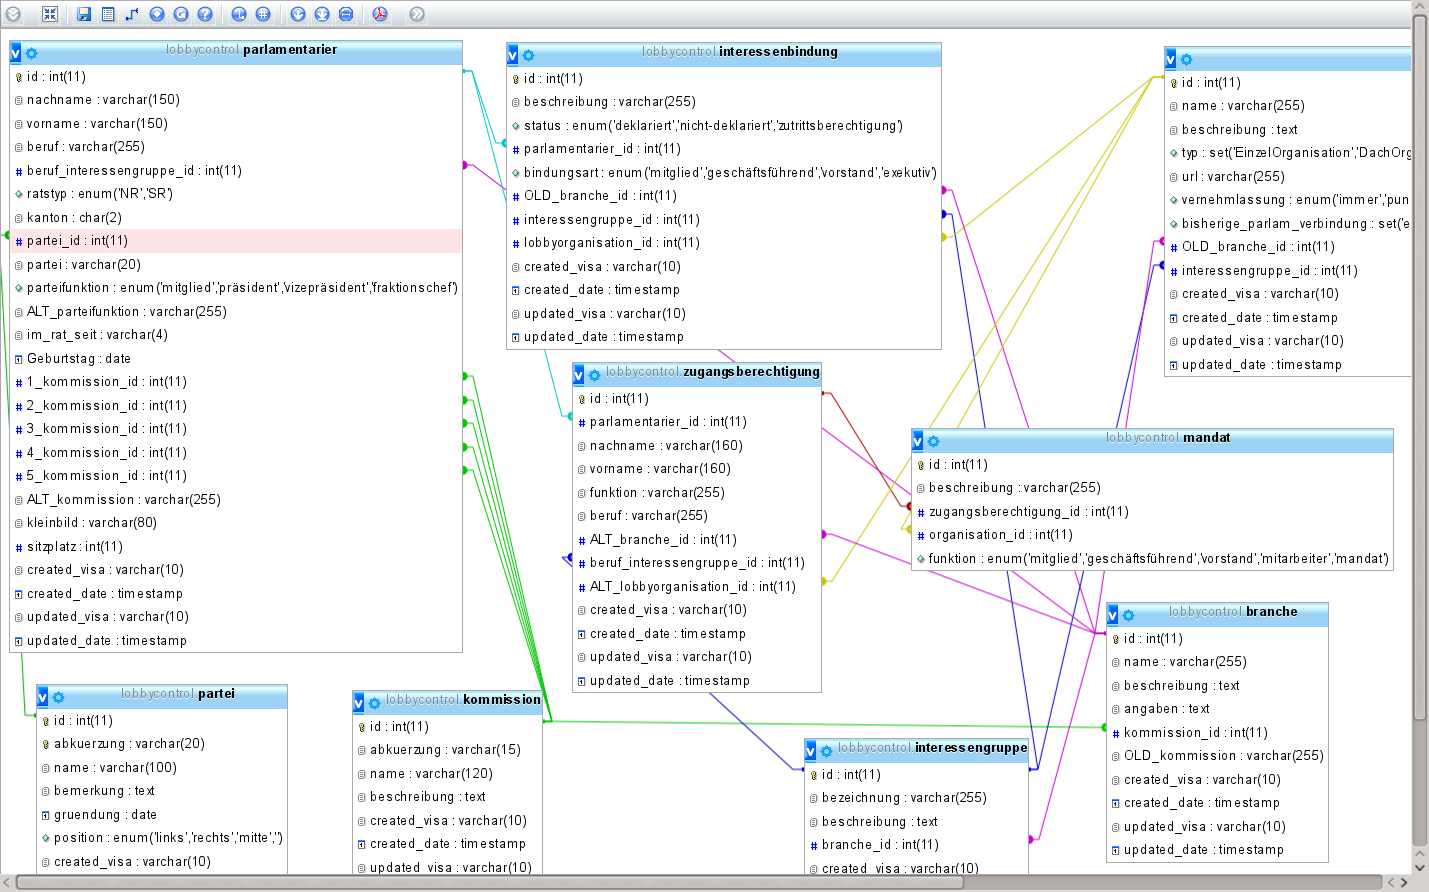 lobbycontrol.parlamentarier
id : int(11)
nachname : varchar(150)
vorname : varchar(150)
beruf : varchar(255)
beruf_interessengruppe_id : int(11)
ratstyp : enum('NR','SR')
kanton : char(2)
partei_id : int(11)
partei : varchar(20)
parteifunktion : enum('mitglied','präsident','vizepräsident','fraktionschef')
ALT_parteifunktion : varchar(255)
im_rat_seit : varchar(4)
Geburtstag : date
1_kommission_id : int(11)
2_kommission_id : int(11)
3_kommission_id : int(11)
4_kommission_id : int(11)
5_kommission_id : int(11)
ALT_kommission : varchar(255)
kleinbild : varchar(80)
sitzplatz : int(11)
created_visa : varchar(10)
created_date : timestamp
updated_visa : varchar(10)
updated_date : timestamp
lobbycontrol.interessenbindung
id : int(11)
beschreibung : varchar(255)
status : enum('deklariert','nicht-deklariert','zutrittsberechtigung')
parlamentarier_id : int(11)
bindungsart : enum('mitglied','geschäftsführend','vorstand','exekutiv')
OLD_branche_id : int(11)
interessengruppe_id : int(11)
lobbyorganisation_id : int(11)
created_visa : varchar(10)
created_date : timestamp
updated_visa : varchar(10)
updated_date : timestamp
id : int(11)
name : varchar(255)
beschreibung : text
typ : set('EinzelOrganisation','DachOrg
url : varchar(255)
vernehmlassung : enum('immer','pun
bisherige_parlam_verbindung : set('e
OLD_branche_id : int(11)
interessengruppe_id : int(11)
created_visa : varchar(10)
created_date : timestamp
updated_visa : varchar(10)
updated_date : timestamp
lobbycontrol.zugangsberechtigung
id : int(11)
parlamentarier_id : int(11)
nachname : varchar(160)
vorname : varchar(160)
funktion : varchar(255)
beruf : varchar(255)
ALT_branche_id : int(11)
beruf_interessengruppe_id : int(11)
ALT_lobbyorganisation_id : int(11)
created_visa : varchar(10)
created_date : timestamp
updated_visa : varchar(10)
updated_date : timestamp
lobbycontrol.mandat
id : int(11)
beschreibung : varchar(255)
zugangsberechtigung_id : int(11)
organisation_id : int(11)
funktion : enum('mitglied','geschäftsführend','vorstand','mitarbeiter','mandat')
lobbycontrol.branche
id : int(11)
name : varchar(255)
beschreibung : text
angaben : text
kommission_id : int(11)
OLD_kommission : varchar(255)
created_visa : varchar(10)
created_date : timestamp
updated_visa : varchar(10)
updated_date : timestamp
lobbycontrol.partei
id : int(11)
abkuerzung : varchar(20)
name : varchar(100)
bemerkung : text
gruendung : date
position : enum('links','rechts','mitte','')
created_visa : varchar(10)
lobbycontrol.kommission
id : int(11)
abkuerzung : varchar(15)
name : varchar(120)
beschreibung : text
created_visa : varchar(10)
created_date : timestamp
updated_visa : varchar(10)
lobbycontrol.interessengruppe
id : int(11)
bezeichnung : varchar(255)
beschreibung : text
branche_id : int(11)
created_visa : varchar(10)